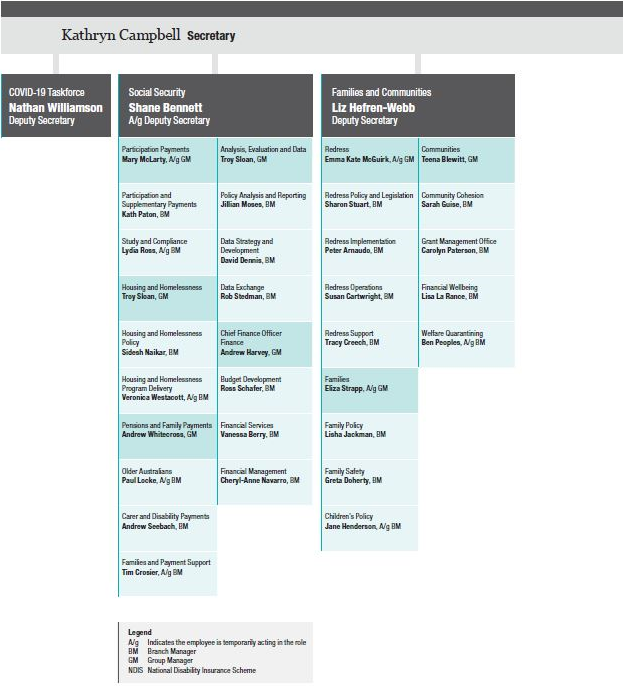 Kathryn Campbell Secretary
COVID-19 Taskforce
Nathan Williamson
Deputy Secretary
Social Security
Shane Bennett
A/g Deputy Secretary
Participation Payments
Mary McLarty, A/g GM
Participation and
Supplementary Payments
Kath Paton, BM
Study and Compliance
Lydia Ross, A/g BM
Housing and Homelessness
Troy Sloan, GM
Housing and Homelessness
Policy
Sidesh Naikar, BM
Housing and Homelessness
Program Delivery
Veronica Westacott, A/g BM
Pensions and Family Payments
Andrew Whitecross, GM
Older Australians
Paul Locke, A/g BM
Carer and Disability Payments
Andrew Seebach, BM
Families and Payment Support
Tim Crosier, A/g BM
Analysis, Evaluation and Data
Troy Sloan, GM
Policy Analysis and Reporting
Jillian Moses, BM
Data Strategy and
Development
David Dennis, BM
Data Exchange
Rob Stedman, BM
Chief Finance Officer
Finance
Andrew Harvey, GM
Budget Development
Ross Schafer, BM
Financial Services
Vanessa Berry, BM
Financial Management
Cheryl-Anne Navarro, BM
Families and Communities
Liz Hefren-Webb
Deputy Secretary
Redress
Emma Kate McGuirk, A/g GM
Redress Policy and Legislation
Sharon Stuart, BM
Redress Implementation
Peter Arnaudo, BM
Redress Operations
Susan Cartwright, BM
Redress Support
Tracy Creech, BM
Families
Eliza Strapp, A/g GM
Family Policy
Lisha Jackman, BM
Family Safety
Greta Doherty, BM
Children's Policy
Jane Henderson, A/g BM
Communities
Teena Blewitt, GM
Community Cohesion
Sarah Guise, BM
Grant Management Office
Carolyn Paterson, BM
Financial Wellbeing
Lisa La Rance, BM
Welfare Quarantining
Ben Peoples, A/g BM
Legend
A/g Indicates the employee is temporarily acting in the role
BM Branch Manager
GM Group Manager
NDIS National Disability Insurance Scheme